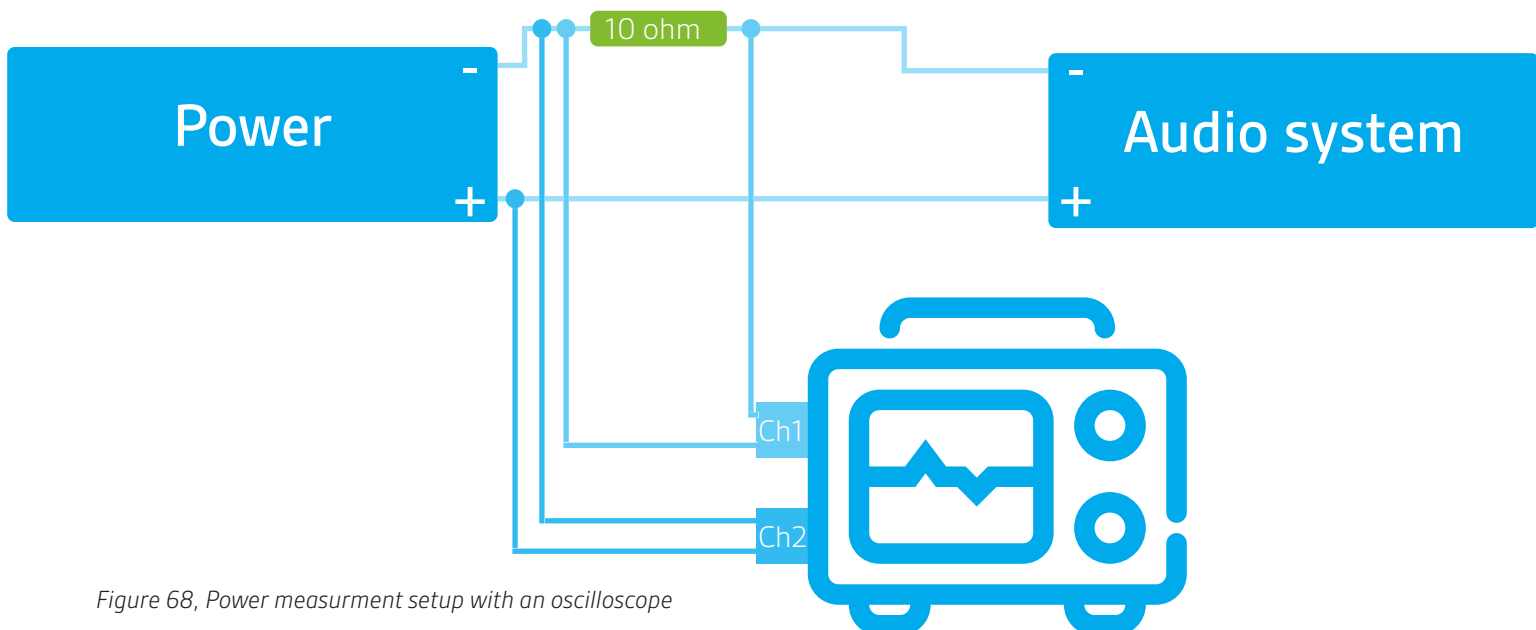 10 ohm
-
-
Power
Audio system
+
+
Ch1
Ch2
Figure 68, Power measurment setup with an oscilloscope